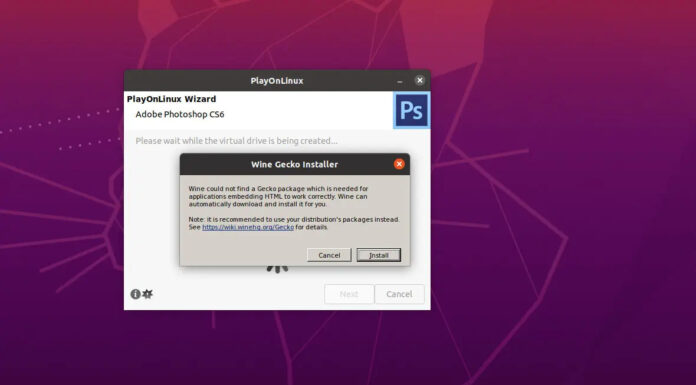 PlayOnLinux
PlayOnLinux Wizard
Adobe Photoshop CS6
Ps
Please wait while the virtual drive is being created...
Wine Gecko Installer
Wine could not find a Gecko package which is needed for
applications embedding HTML to work correctly. Wine can
automatically download and install it for you.
Note: it is recommended to use your distribution's packages instead.
See https://wiki.winehq.org/Gecko for details.
Cancel
Install
Next
Cancel